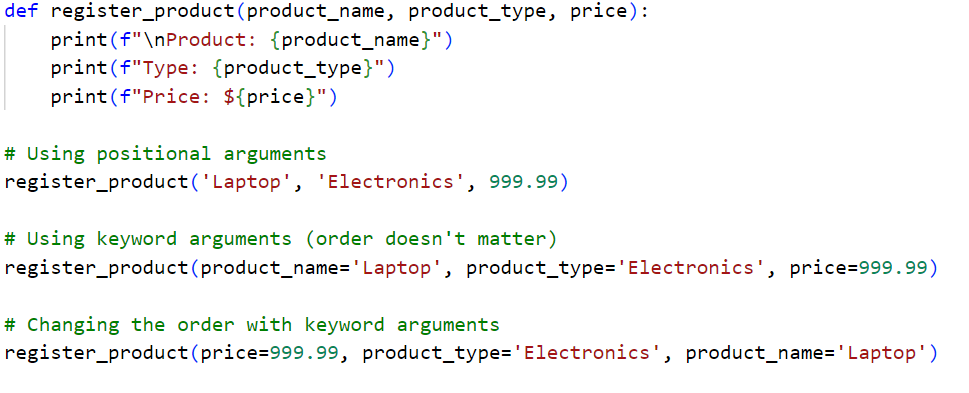 def register_product(product_name, product_type, price):
    print(f"\nProduct: {product_name}")
    print(f"Type: {product_type}")
    print(f"Price: ${price}")
# Using positional arguments
register_product('Laptop', 'Electronics', 999.99)
# Using keyword arguments (order doesn't matter)
register_product(product_name='Laptop', product_type='Electronics', price=999.99)
# Changing the order with keyword arguments
register_product(price=999.99, product_type='Electronics', product_name='Laptop')